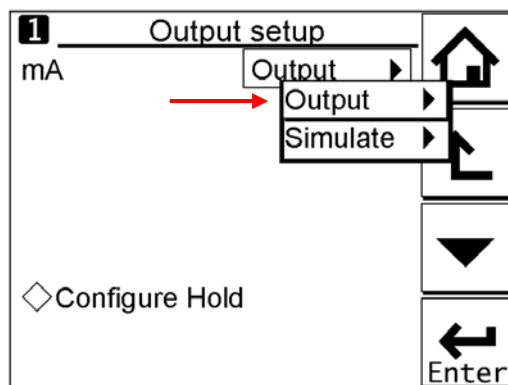 1 Output setup
mA Output
Output
Simulate
Configure Hold
Enter